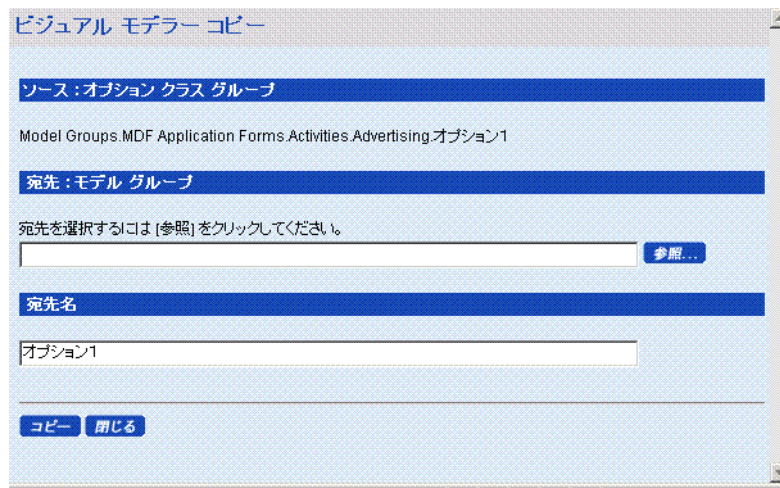 ビジュアル モデラー コピー
ソース : オプション クラス グループ
Model Groups.MDF Application Forms.Activities.Advertising.オプション1
宛先 : モデル グループ
宛先を選択するには [参照] をクリックしてください。
参照...
宛先名
オプション1
コピー 閉じる